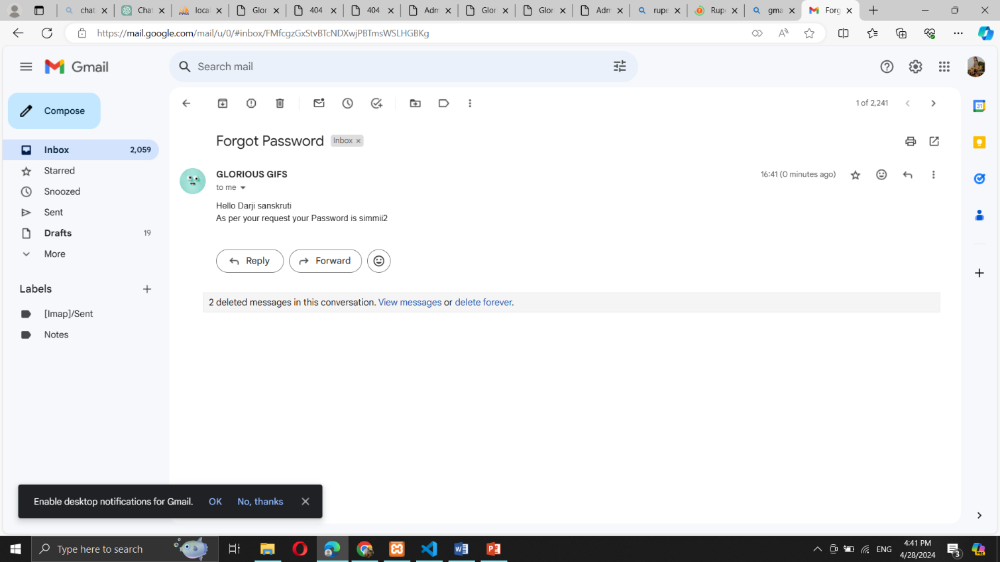 chat
Chat
local
Glor
404
404
Adm
Glor
Glor
Adm
rupe
Rupe
gma
Forg
https://mail.google.com/mail/u/0/#inbox/FMfcgzGxStvBTcNDXwjPBTmsWSLHGBKg
Gmail
Search mail
Compose
1 of 2,241
31
Forgot Password
Inbox ×
Inbox 2,059
Starred
Snoozed
Sent
Drafts 19
More
GLORIOUS GIFS
16:41 (0 minutes ago)
to me
Hello Darji sanskruti
As per your request your Password is simmii2
Reply
Forward
Labels
2 deleted messages in this conversation. View messages or delete forever.
[Imap]/Sent
Notes
Enable desktop notifications for Gmail. OK No, thanks
Type here to search
ENG
4:41 PM
4/28/2024
3